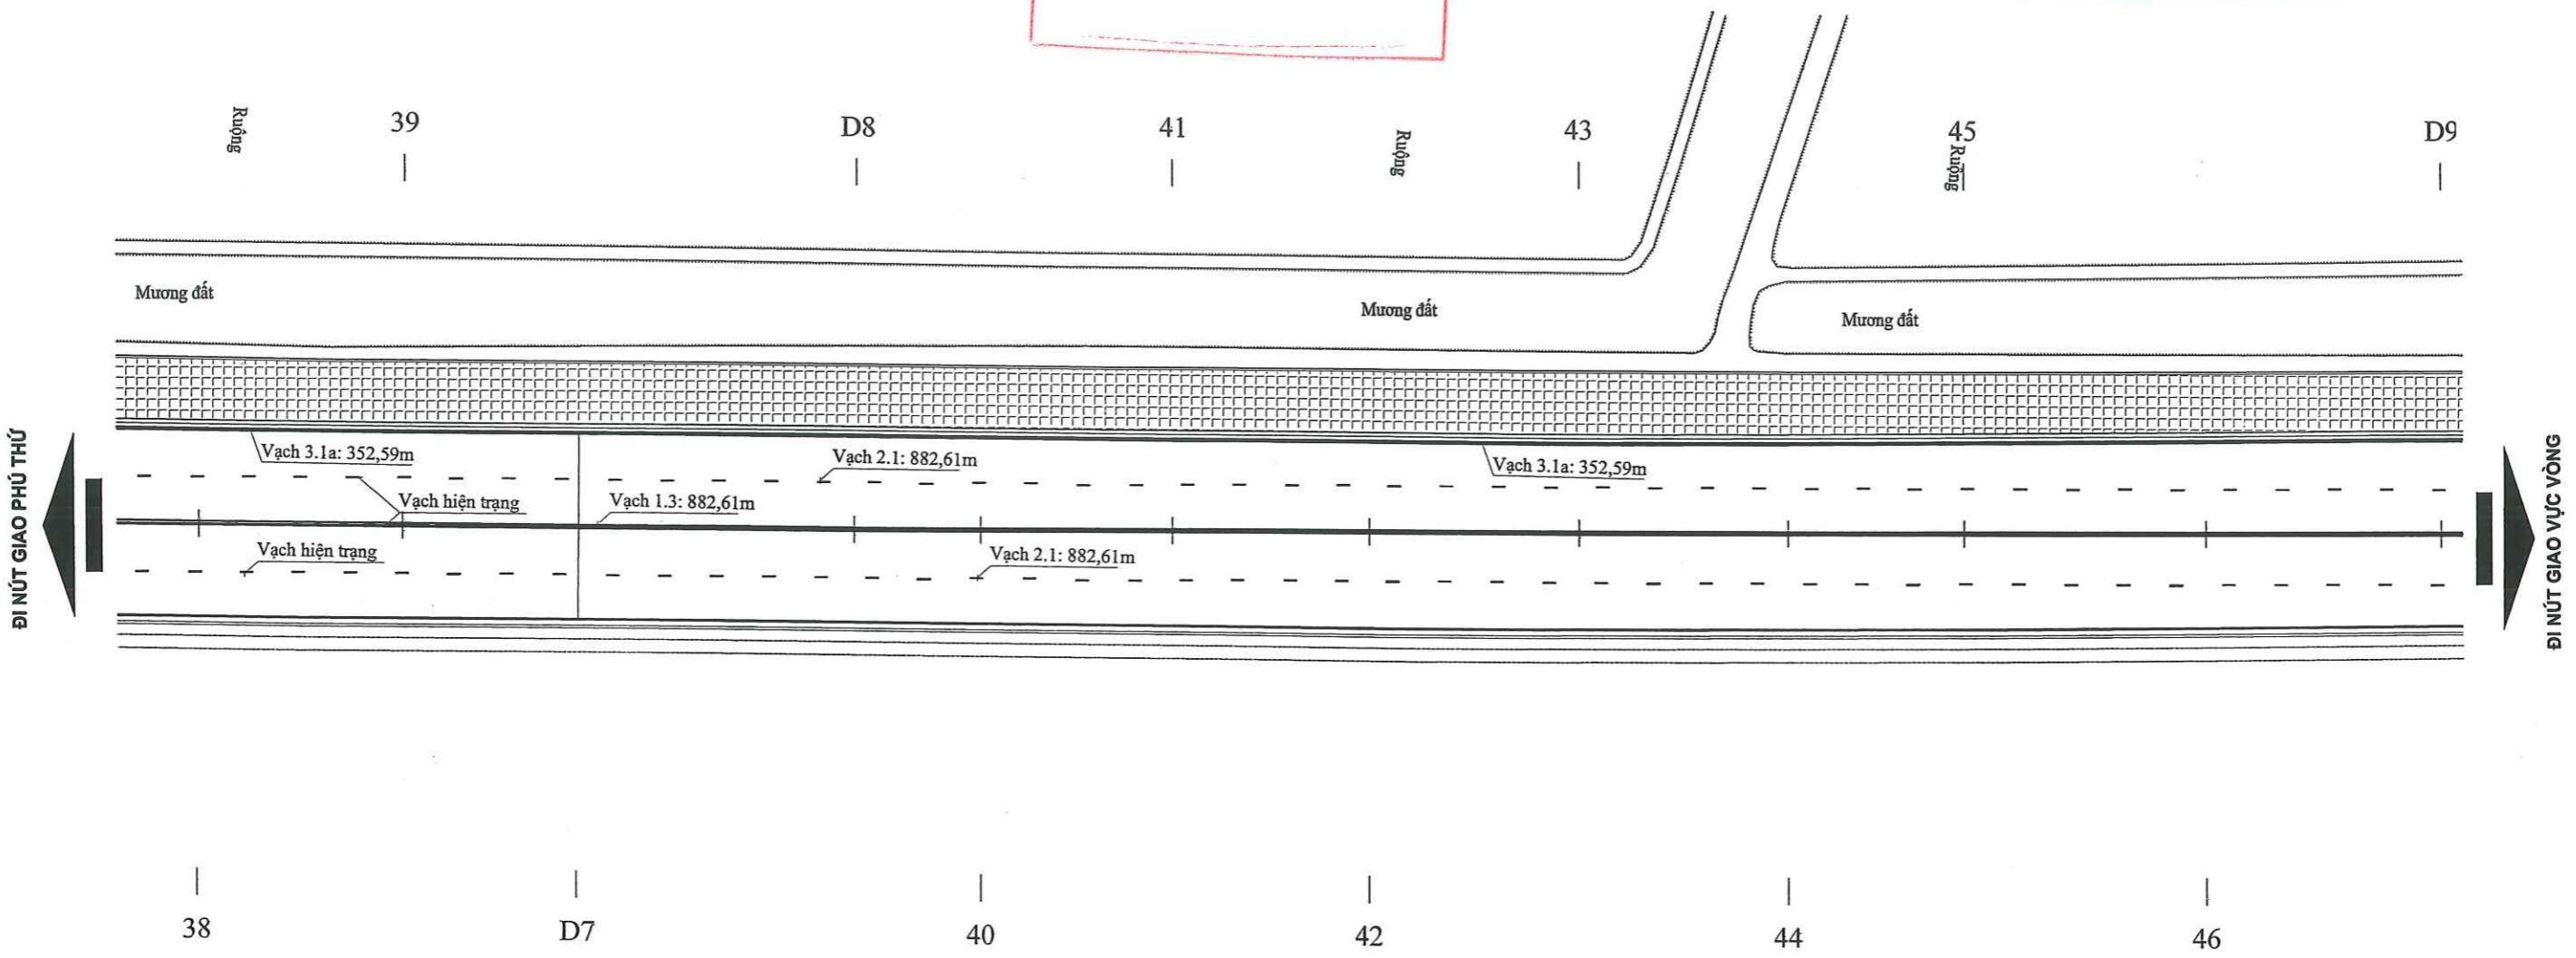 39
D8
41
43
45
D9
Ruộng
Ruộng
Ruộng
Mương đất
Mương đất
Mương đất
ĐI NÚT GIAO PHÚ THỨ
ĐI NÚT GIAO VỰC VÒNG
Vạch 3.1a: 352,59m
Vạch 2.1: 882,61m
Vạch 3.1a: 352,59m
Vạch hiện trạng
Vạch 1.3: 882,61m
Vạch hiện trạng
Vạch 2.1: 882,61m
38
D7
40
42
44
46